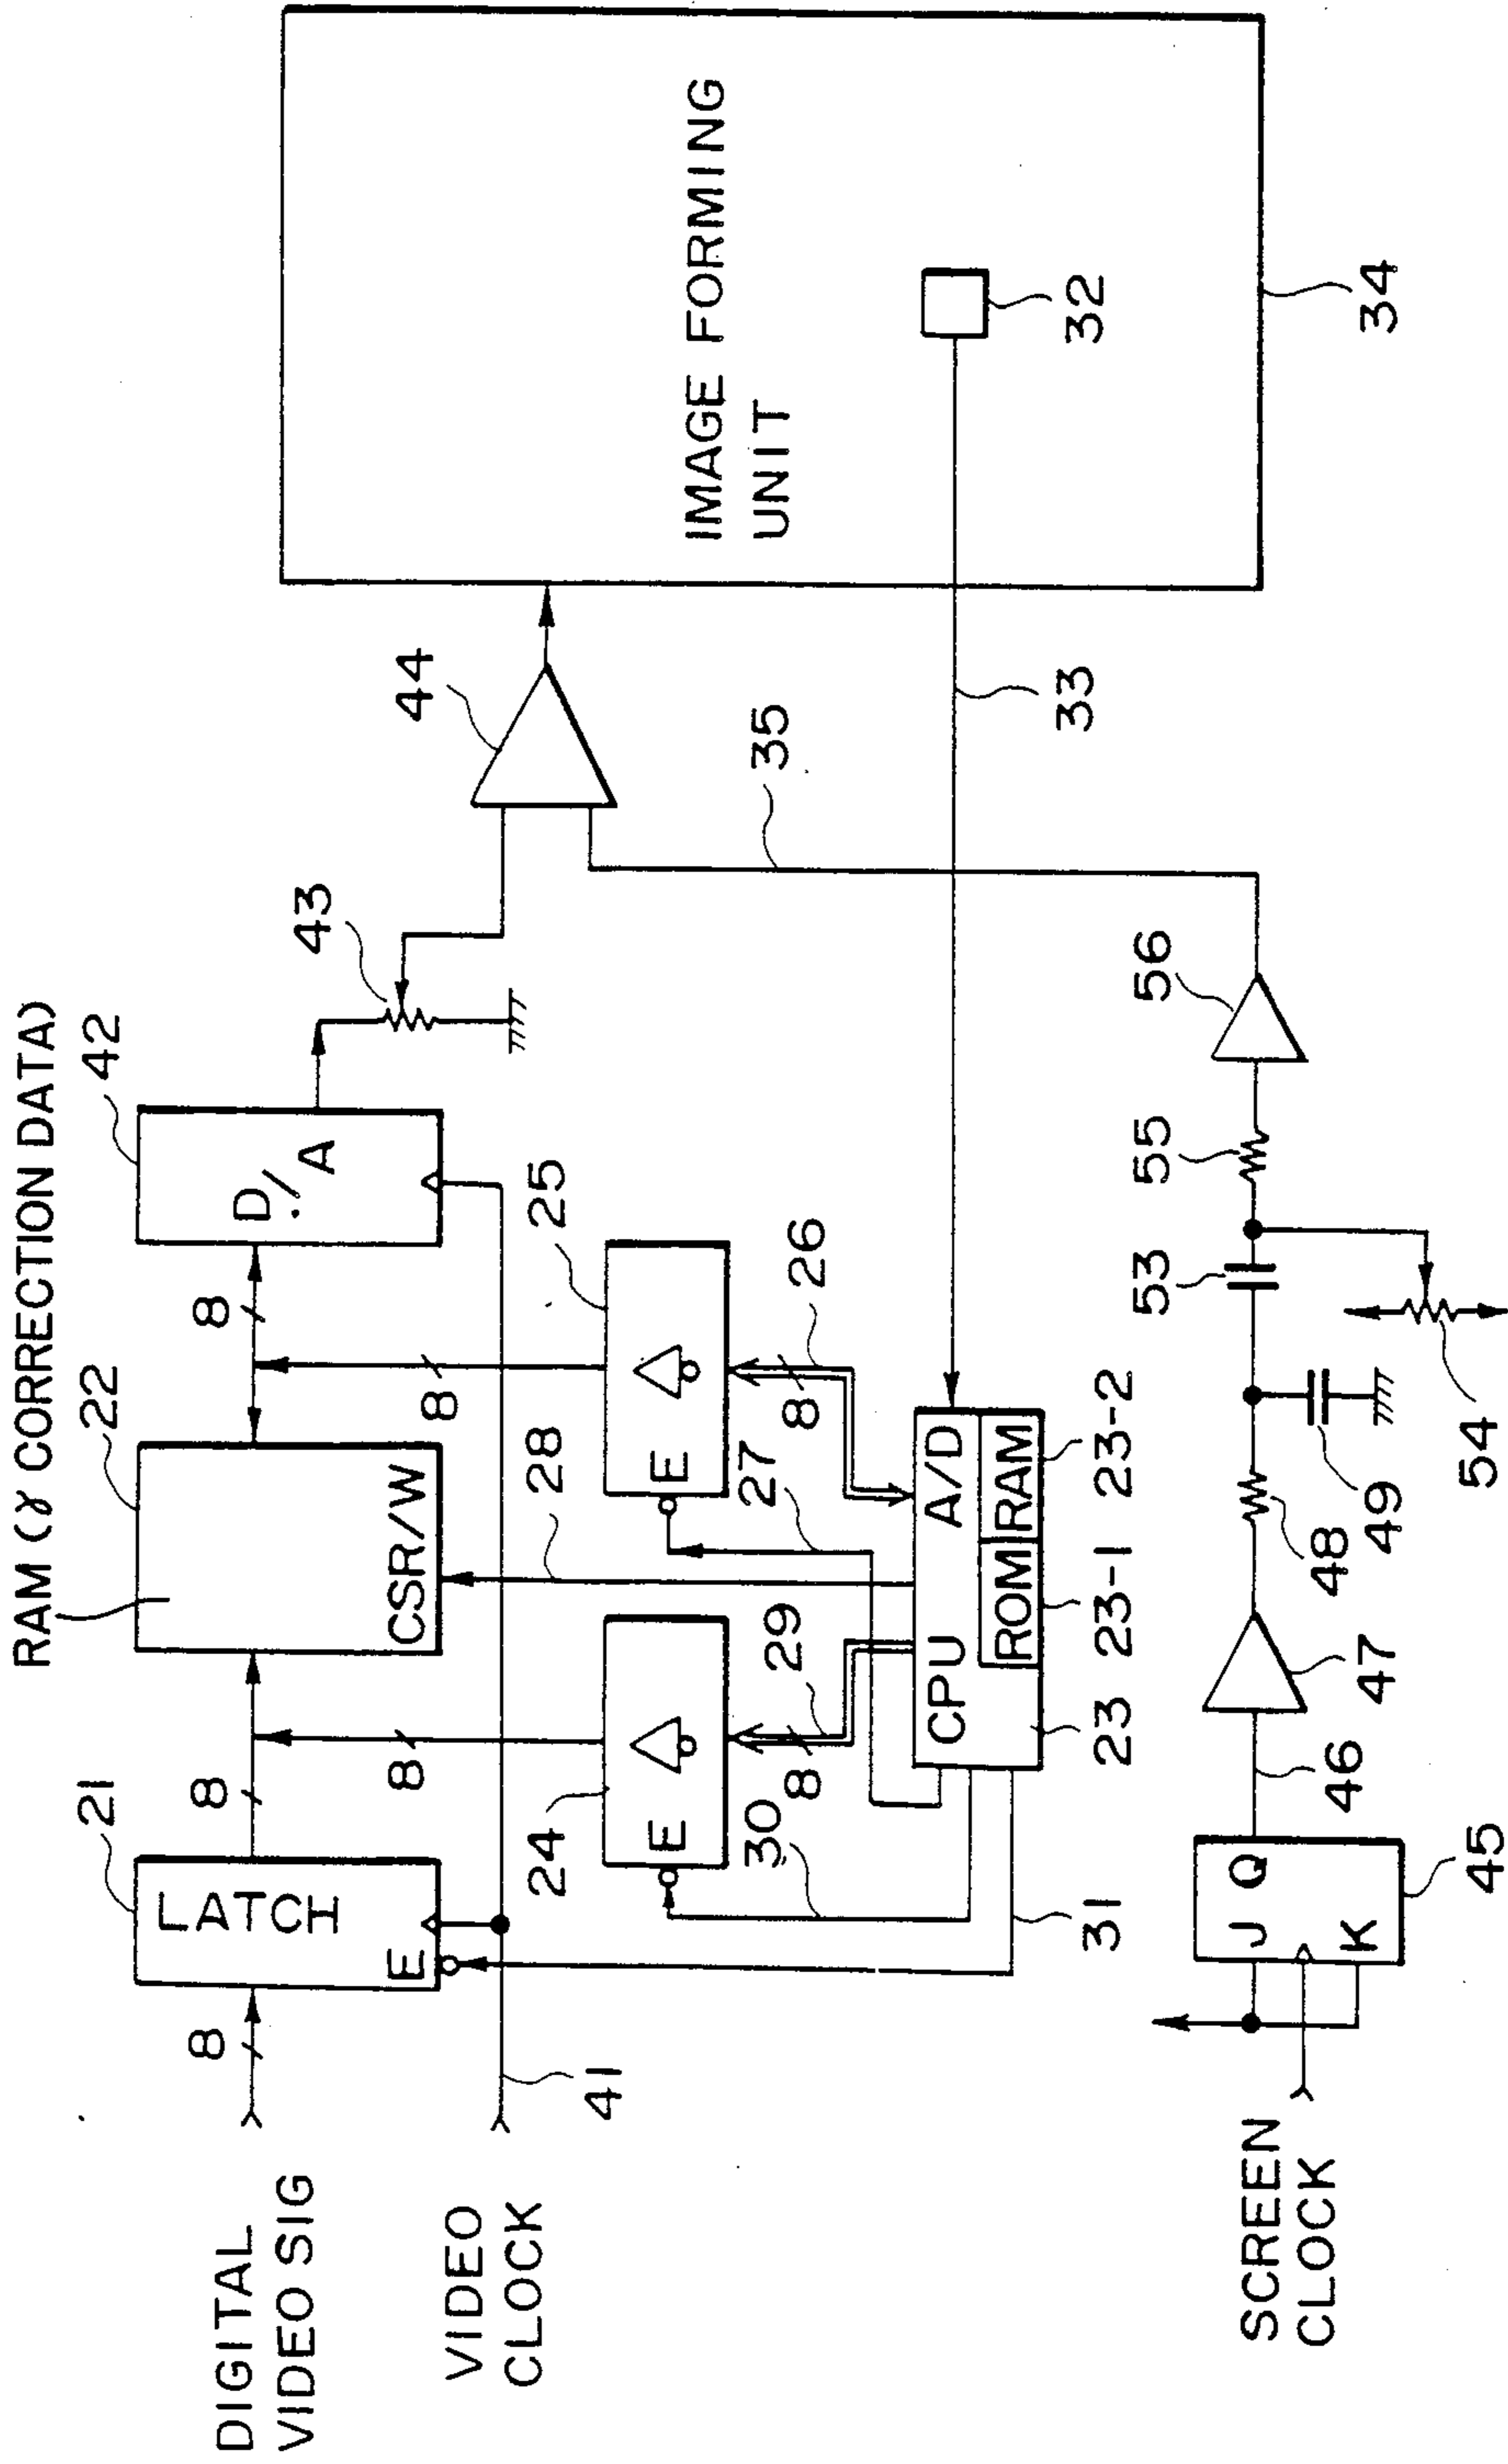 RAM (γ CORRECTION DATA)
21
22
42
43
44
LATCH
E
CSR/W
D/A
8
8
8
8
8
24
25
E
E
28
27
26
8
8
29
30
31
41
CPU
A/D
ROM
RAM
23
23-1
23-2
35
33
IMAGE FORMING
UNIT
32
34
DIGITAL
VIDEO SIG
VIDEO
CLOCK
SCREEN
CLOCK
J
Q
K
45
46
47
48
49
53
54
55
56